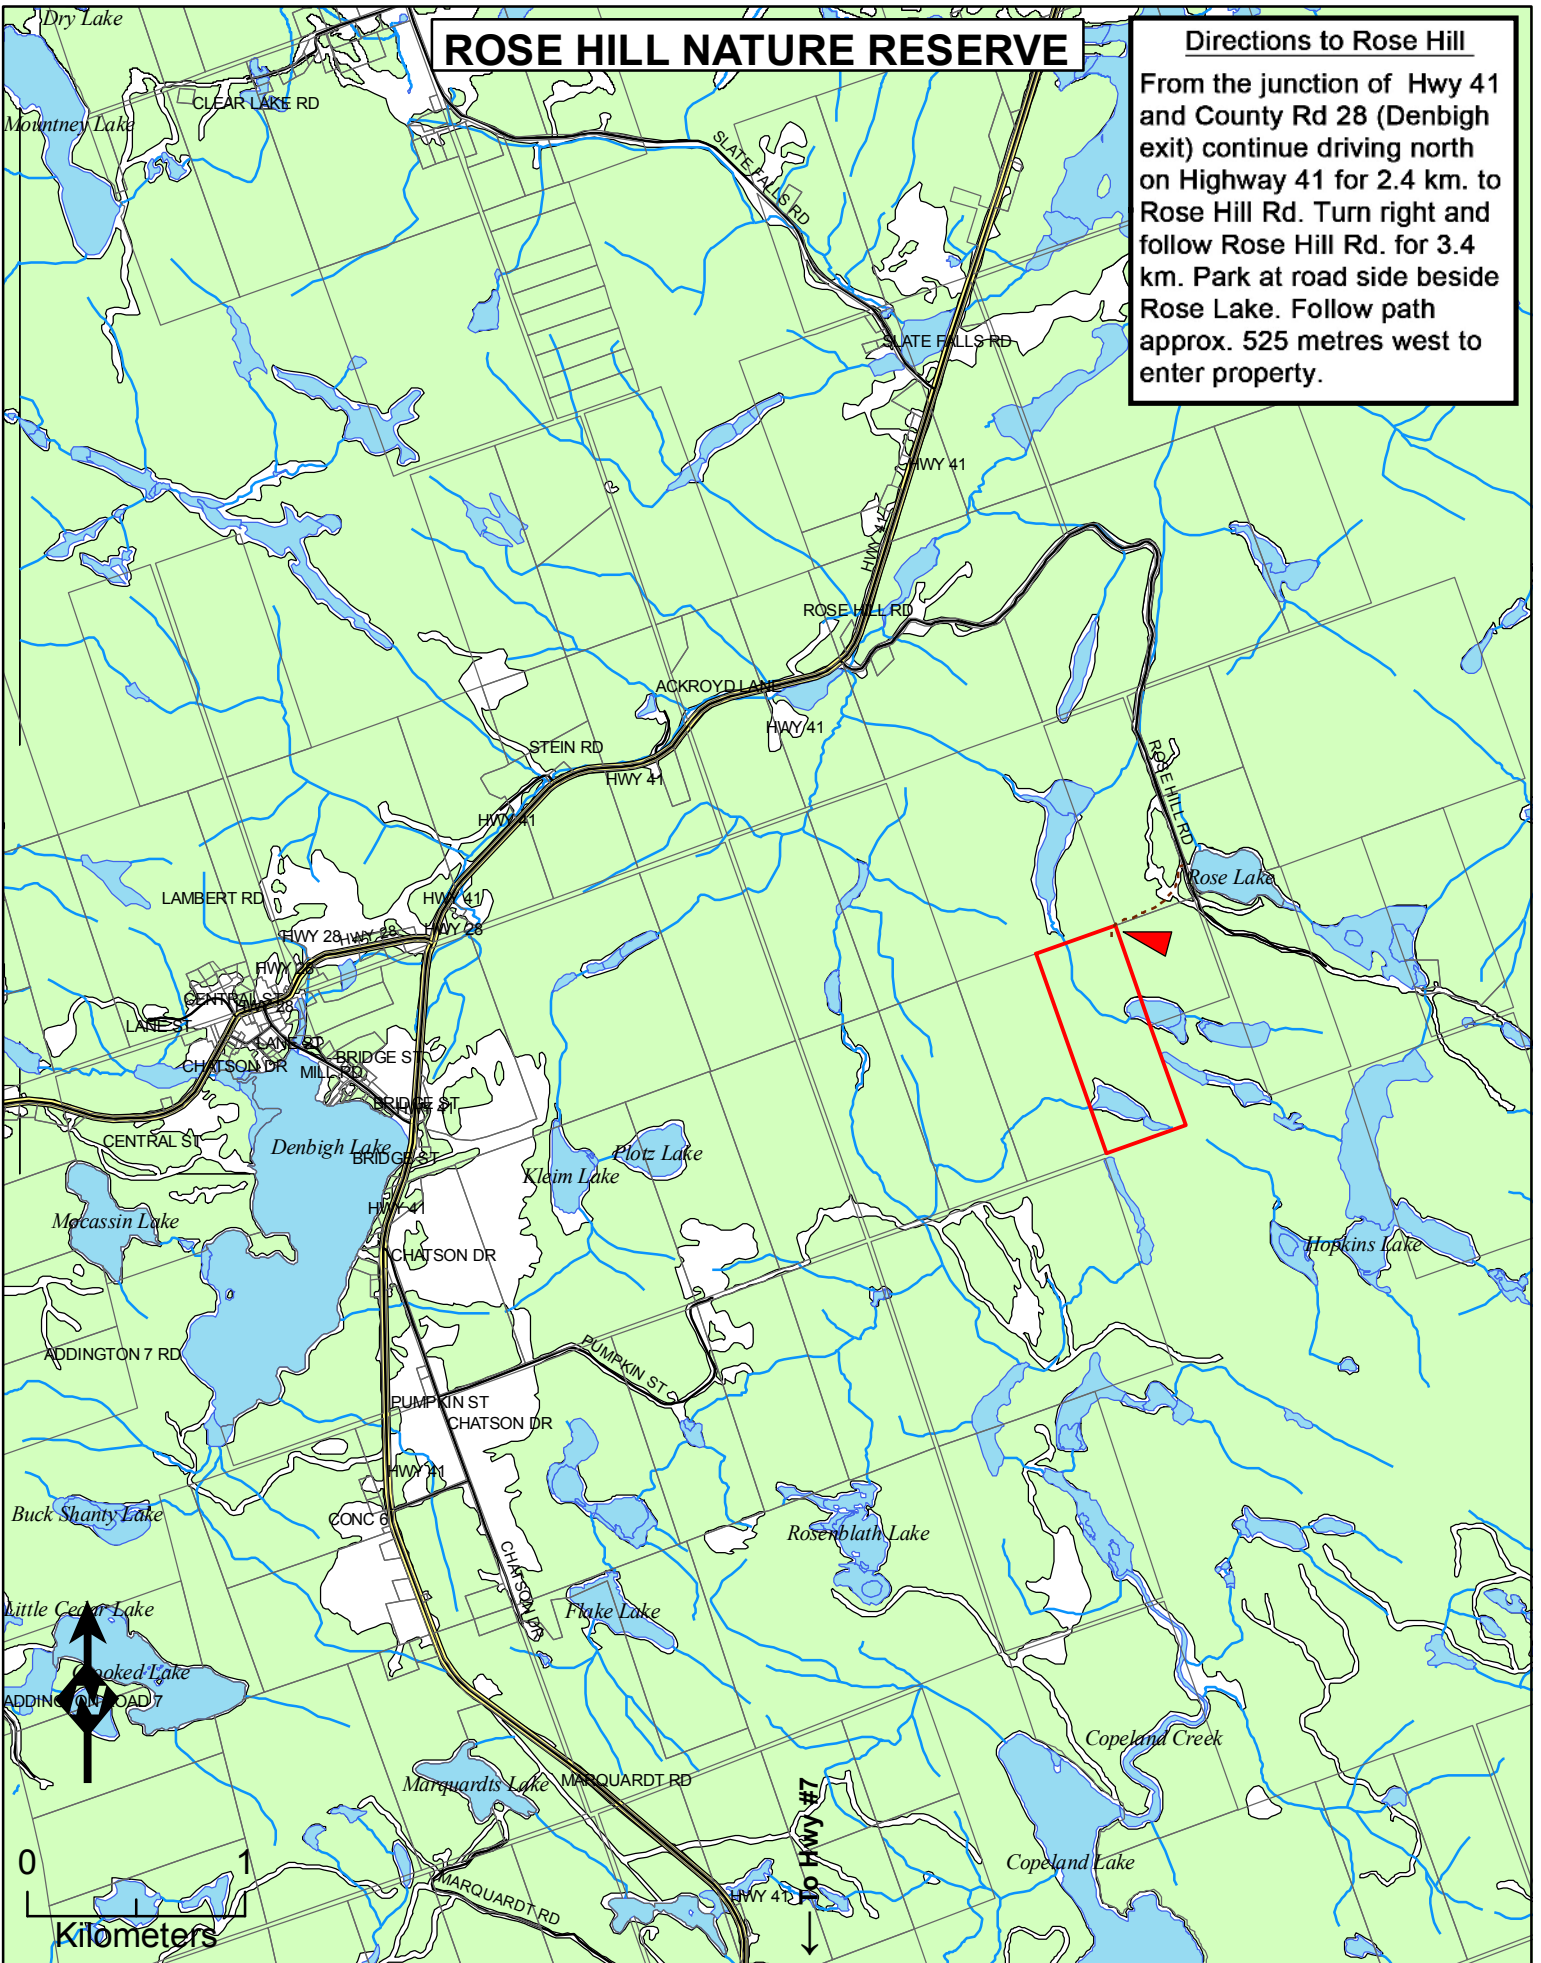 Dry Lake
ROSE HILL NATURE RESERVE
Directions to Rose Hill
From the junction of Hwy 41
and County Rd 28 (Denbigh
exit) continue driving north
on Highway 41 for 2.4 km. to
Rose Hill Rd. Turn right and
follow Rose Hill Rd. for 3.4
km. Park at road side beside
Rose Lake. Follow path
approx. 525 metres west to
enter property.
CLEAR LAKE RD
Mountney Lake
SLATE FALLS RD
SLATE FALLS RD
HWY 41
HWY 41
ROSE HILL RD
ACKROYD LANE
HWY 41
STEIN RD
HWY 41
ROSE HILL RD
HWY 41
Rose Lake
LAMBERT RD
HWY 41
HWY 28
HWY 28
HWY 28
HWY 28
CENTRAL ST
HWY 28
LANE ST
LANE ST
BRIDGE ST
CHATSON DR
MILL RD
BRIDGE ST
HWY 41
CENTRAL ST
Denbigh Lake
BRIDGE ST
Plotz Lake
Kleim Lake
HWY 41
Mocassin Lake
CHATSON DR
Hopkins Lake
ADDINGTON 7 RD
PUMPKIN ST
PUMPKIN ST
CHATSON DR
HWY 41
Buck Shanty Lake
CONC 6
Rosenblath Lake
CHATSON DR
Little Cedar Lake
Flake Lake
Crooked Lake
N
ADDINGTON ROAD 7
Copeland Creek
Marquardts Lake
MARQUARDT RD
To Hwy #7
Copeland Lake
0 1
Kilometers
MARQUARDT RD
HWY 41